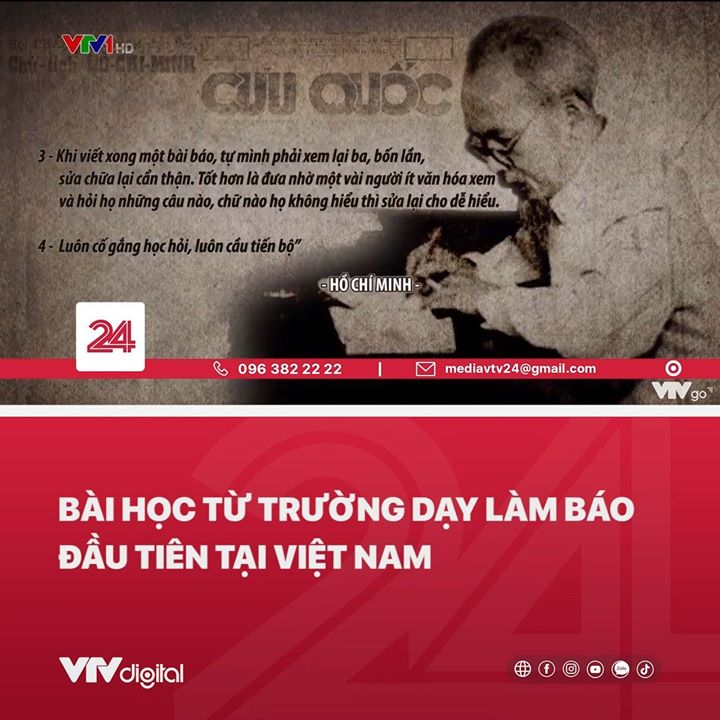 VTV1 HD
CHÍ-MINH
CỨU QUỐC
3 - Khi viết xong một bài báo, tự mình phải xem lại ba, bốn lần,
sửa chữa lại cẩn thận. Tốt hơn là đưa nhờ một vài người ít văn hóa xem
và hỏi họ những câu nào, chữ nào họ không hiểu thì sửa lại cho dễ hiểu.
4 - Luôn cố gắng học hỏi, luôn cầu tiến bộ”
- HỒ CHÍ MINH -
24
096 382 22 22 | mediavtv24@gmail.com
VTV go
BÀI HỌC TỪ TRƯỜNG DẠY LÀM BÁO
ĐẦU TIÊN TẠI VIỆT NAM
VTV digital
Zalo